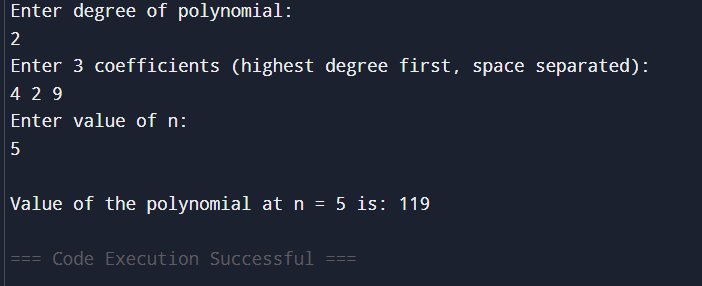 Enter degree of polynomial:
2
Enter 3 coefficients (highest degree first, space separated):
4 2 9
Enter value of n:
5
Value of the polynomial at n = 5 is: 119
=== Code Execution Successful ===